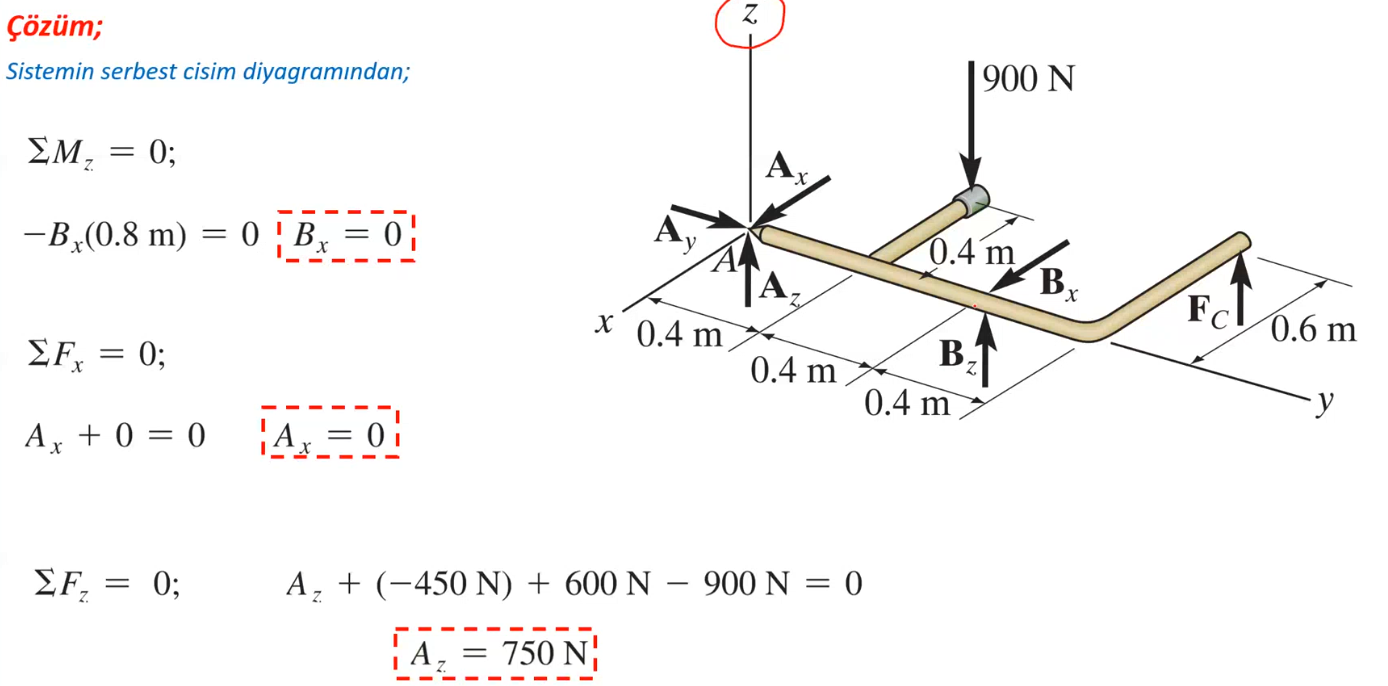 Çözüm;
Sistemin serbest cisim diyagramından;
ΣM_z = 0;
−B_x(0.8 m) = 0 B_x = 0
ΣF_x = 0;
A_x + 0 = 0 A_x = 0
ΣF_z = 0; A_z + (−450 N) + 600 N − 900 N = 0
A_z = 750 N
z
900 N
A_x
A_y
A
A_z
0.4 m
B_x
x
0.4 m
0.4 m
0.4 m
B_z
F_C
0.6 m
y